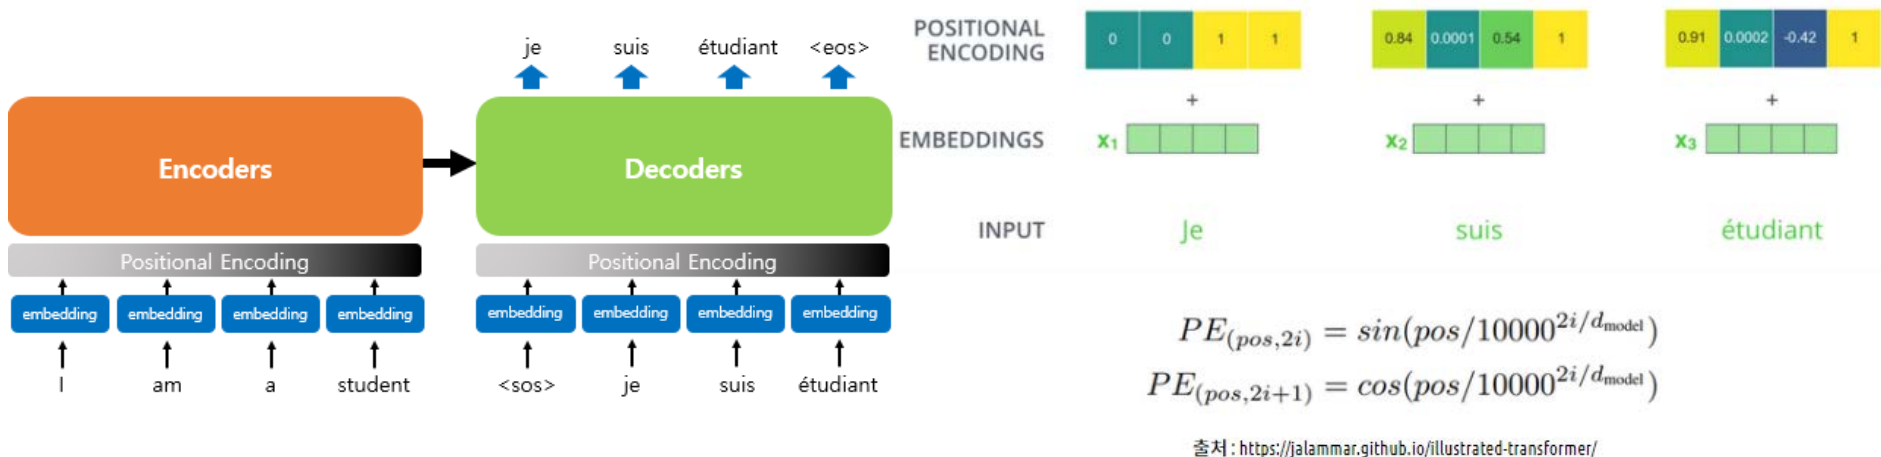 je suis étudiant <eos>
Encoders
Decoders
Positional Encoding
Positional Encoding
embedding embedding embedding embedding
embedding embedding embedding embedding
I am a student
<sos> je suis étudiant
POSITIONAL
ENCODING
0 0 1 1
0.84 0.0001 0.54 1
0.91 0.0002 -0.42 1
+ + +
EMBEDDINGS
x₁ x₂ x₃
INPUT
Je suis étudiant
PE(pos,2i) = sin(pos/10000^2i/d_model)
PE(pos,2i+1) = cos(pos/10000^2i/d_model)
출처 : https://jalammar.github.io/illustrated-transformer/